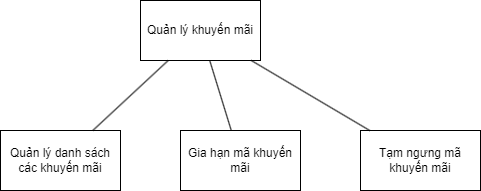 Quản lý khuyến mãi
Quản lý danh sách
các khuyến mãi
Gia hạn mã khuyến
mãi
Tạm ngưng mã
khuyến mãi